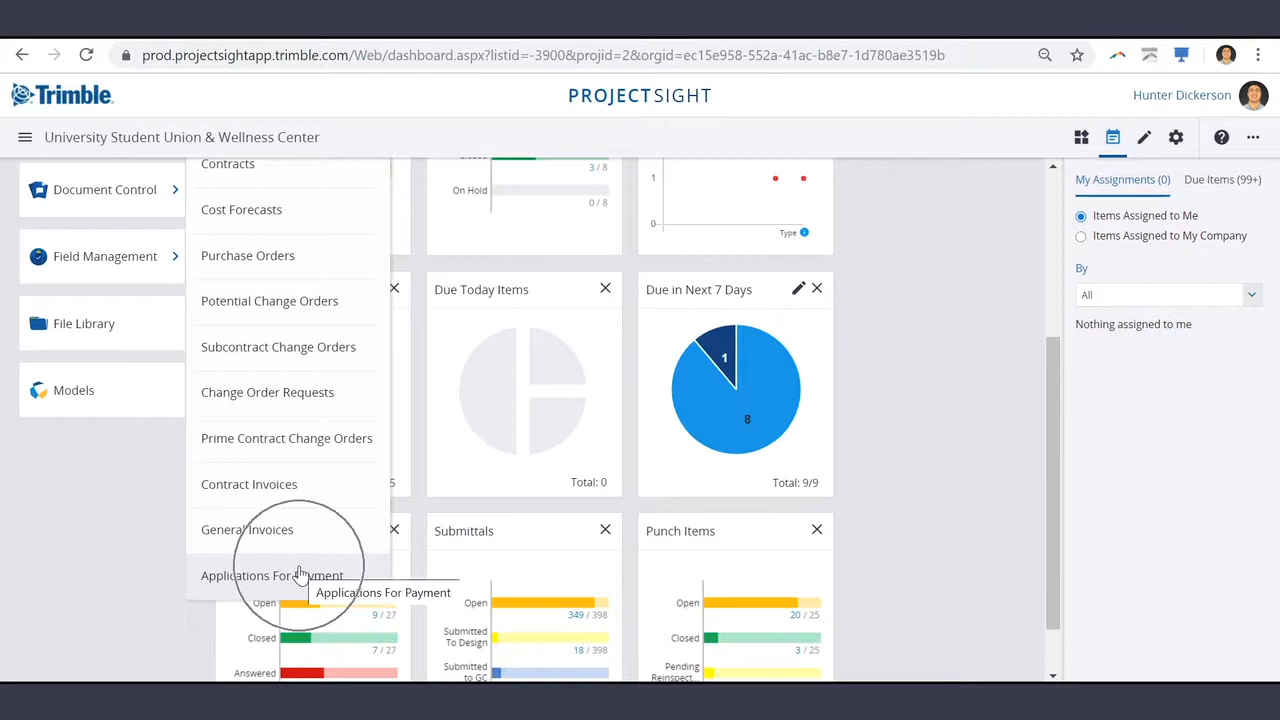 prod.projectsightapp.trimble.com/Web/dashboard.aspx?listid=-3900&projid=2&orgid=ec15e958-552a-41ac-b8e7-1d780ae3519b
Trimble.
PROJECTSIGHT
Hunter Dickerson
University Student Union & Wellness Center
Document Control
Field Management
File Library
Models
Contracts
Cost Forecasts
Purchase Orders
Potential Change Orders
Subcontract Change Orders
Change Order Requests
Prime Contract Change Orders
Contract Invoices
General Invoices
Applications For Payment
Applications For Payment
3 / 8
On Hold
0 / 8
1
0
Type
Due Today Items
Total: 0
Due in Next 7 Days
1
8
Total: 9/9
5
Open
9 / 27
Closed
7 / 27
Answered
Submittals
Open
349 / 398
Submitted
To Design
18 / 398
Submitted
to GC
Punch Items
Open
20 / 25
Closed
3 / 25
Pending
Reinspect...
My Assignments (0)
Due Items (99+)
Items Assigned to Me
Items Assigned to My Company
By
All
Nothing assigned to me